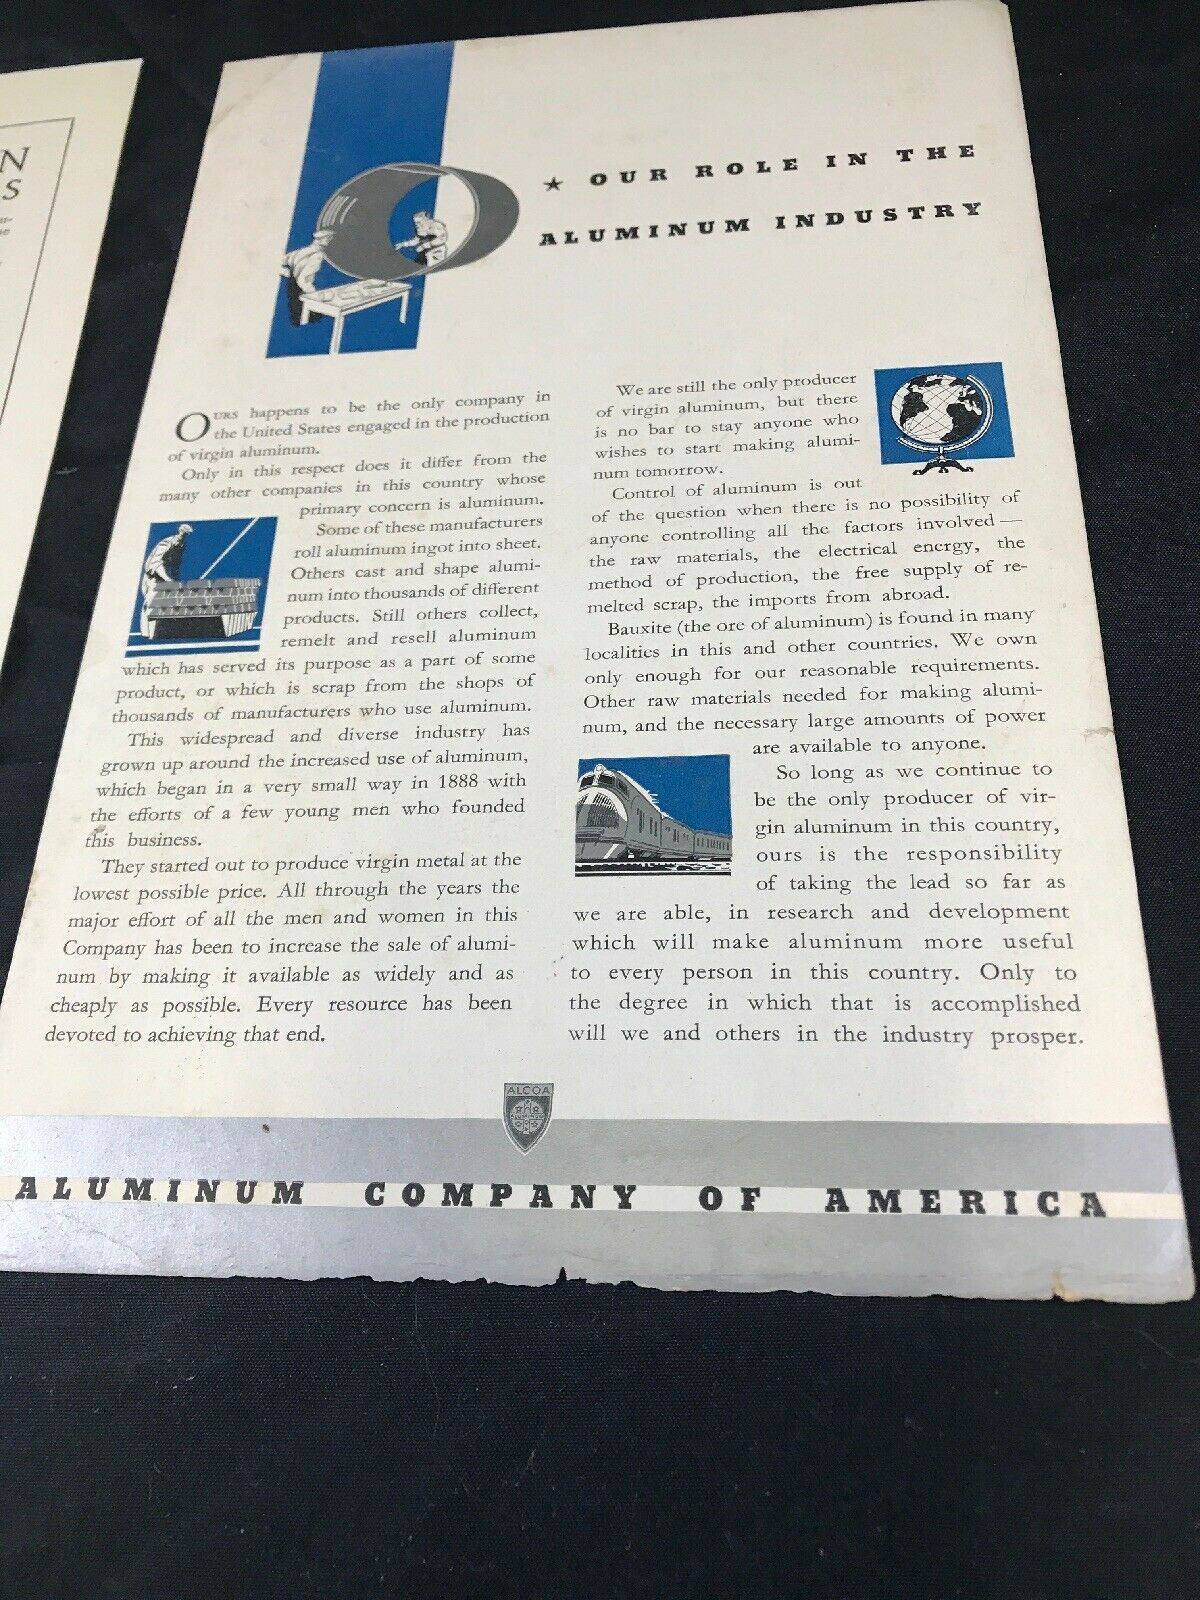 N
S
★ OUR ROLE IN THE
ALUMINUM INDUSTRY
OURS happens to be the only company in
the United States engaged in the production
of virgin aluminum.
Only in this respect does it differ from the
many other companies in this country whose
primary concern is aluminum.
Some of these manufacturers
roll aluminum ingot into sheet.
Others cast and shape alumi-
num into thousands of different
products. Still others collect,
remelt and resell aluminum
which has served its purpose as a part of some
product, or which is scrap from the shops of
thousands of manufacturers who use aluminum.
This widespread and diverse industry has
grown up around the increased use of aluminum,
which began in a very small way in 1888 with
the efforts of a few young men who founded
this business.
They started out to produce virgin metal at the
lowest possible price. All through the years the
major effort of all the men and women in this
Company has been to increase the sale of alumi-
num by making it available as widely and as
cheaply as possible. Every resource has been
devoted to achieving that end.
We are still the only producer
of virgin aluminum, but there
is no bar to stay anyone who
wishes to start making alumi-
num tomorrow.
Control of aluminum is out
of the question when there is no possibility of
anyone controlling all the factors involved —
the raw materials, the electrical energy, the
method of production, the free supply of re-
melted scrap, the imports from abroad.
Bauxite (the ore of aluminum) is found in many
localities in this and other countries. We own
only enough for our reasonable requirements.
Other raw materials needed for making alumi-
num, and the necessary large amounts of power
are available to anyone.
So long as we continue to
be the only producer of vir-
gin aluminum in this country,
ours is the responsibility
of taking the lead so far as
we are able, in research and development
which will make aluminum more useful
to every person in this country. Only to
the degree in which that is accomplished
will we and others in the industry prosper.
ALCOA
ALUMINUM
ALUMINUM COMPANY OF AMERICA